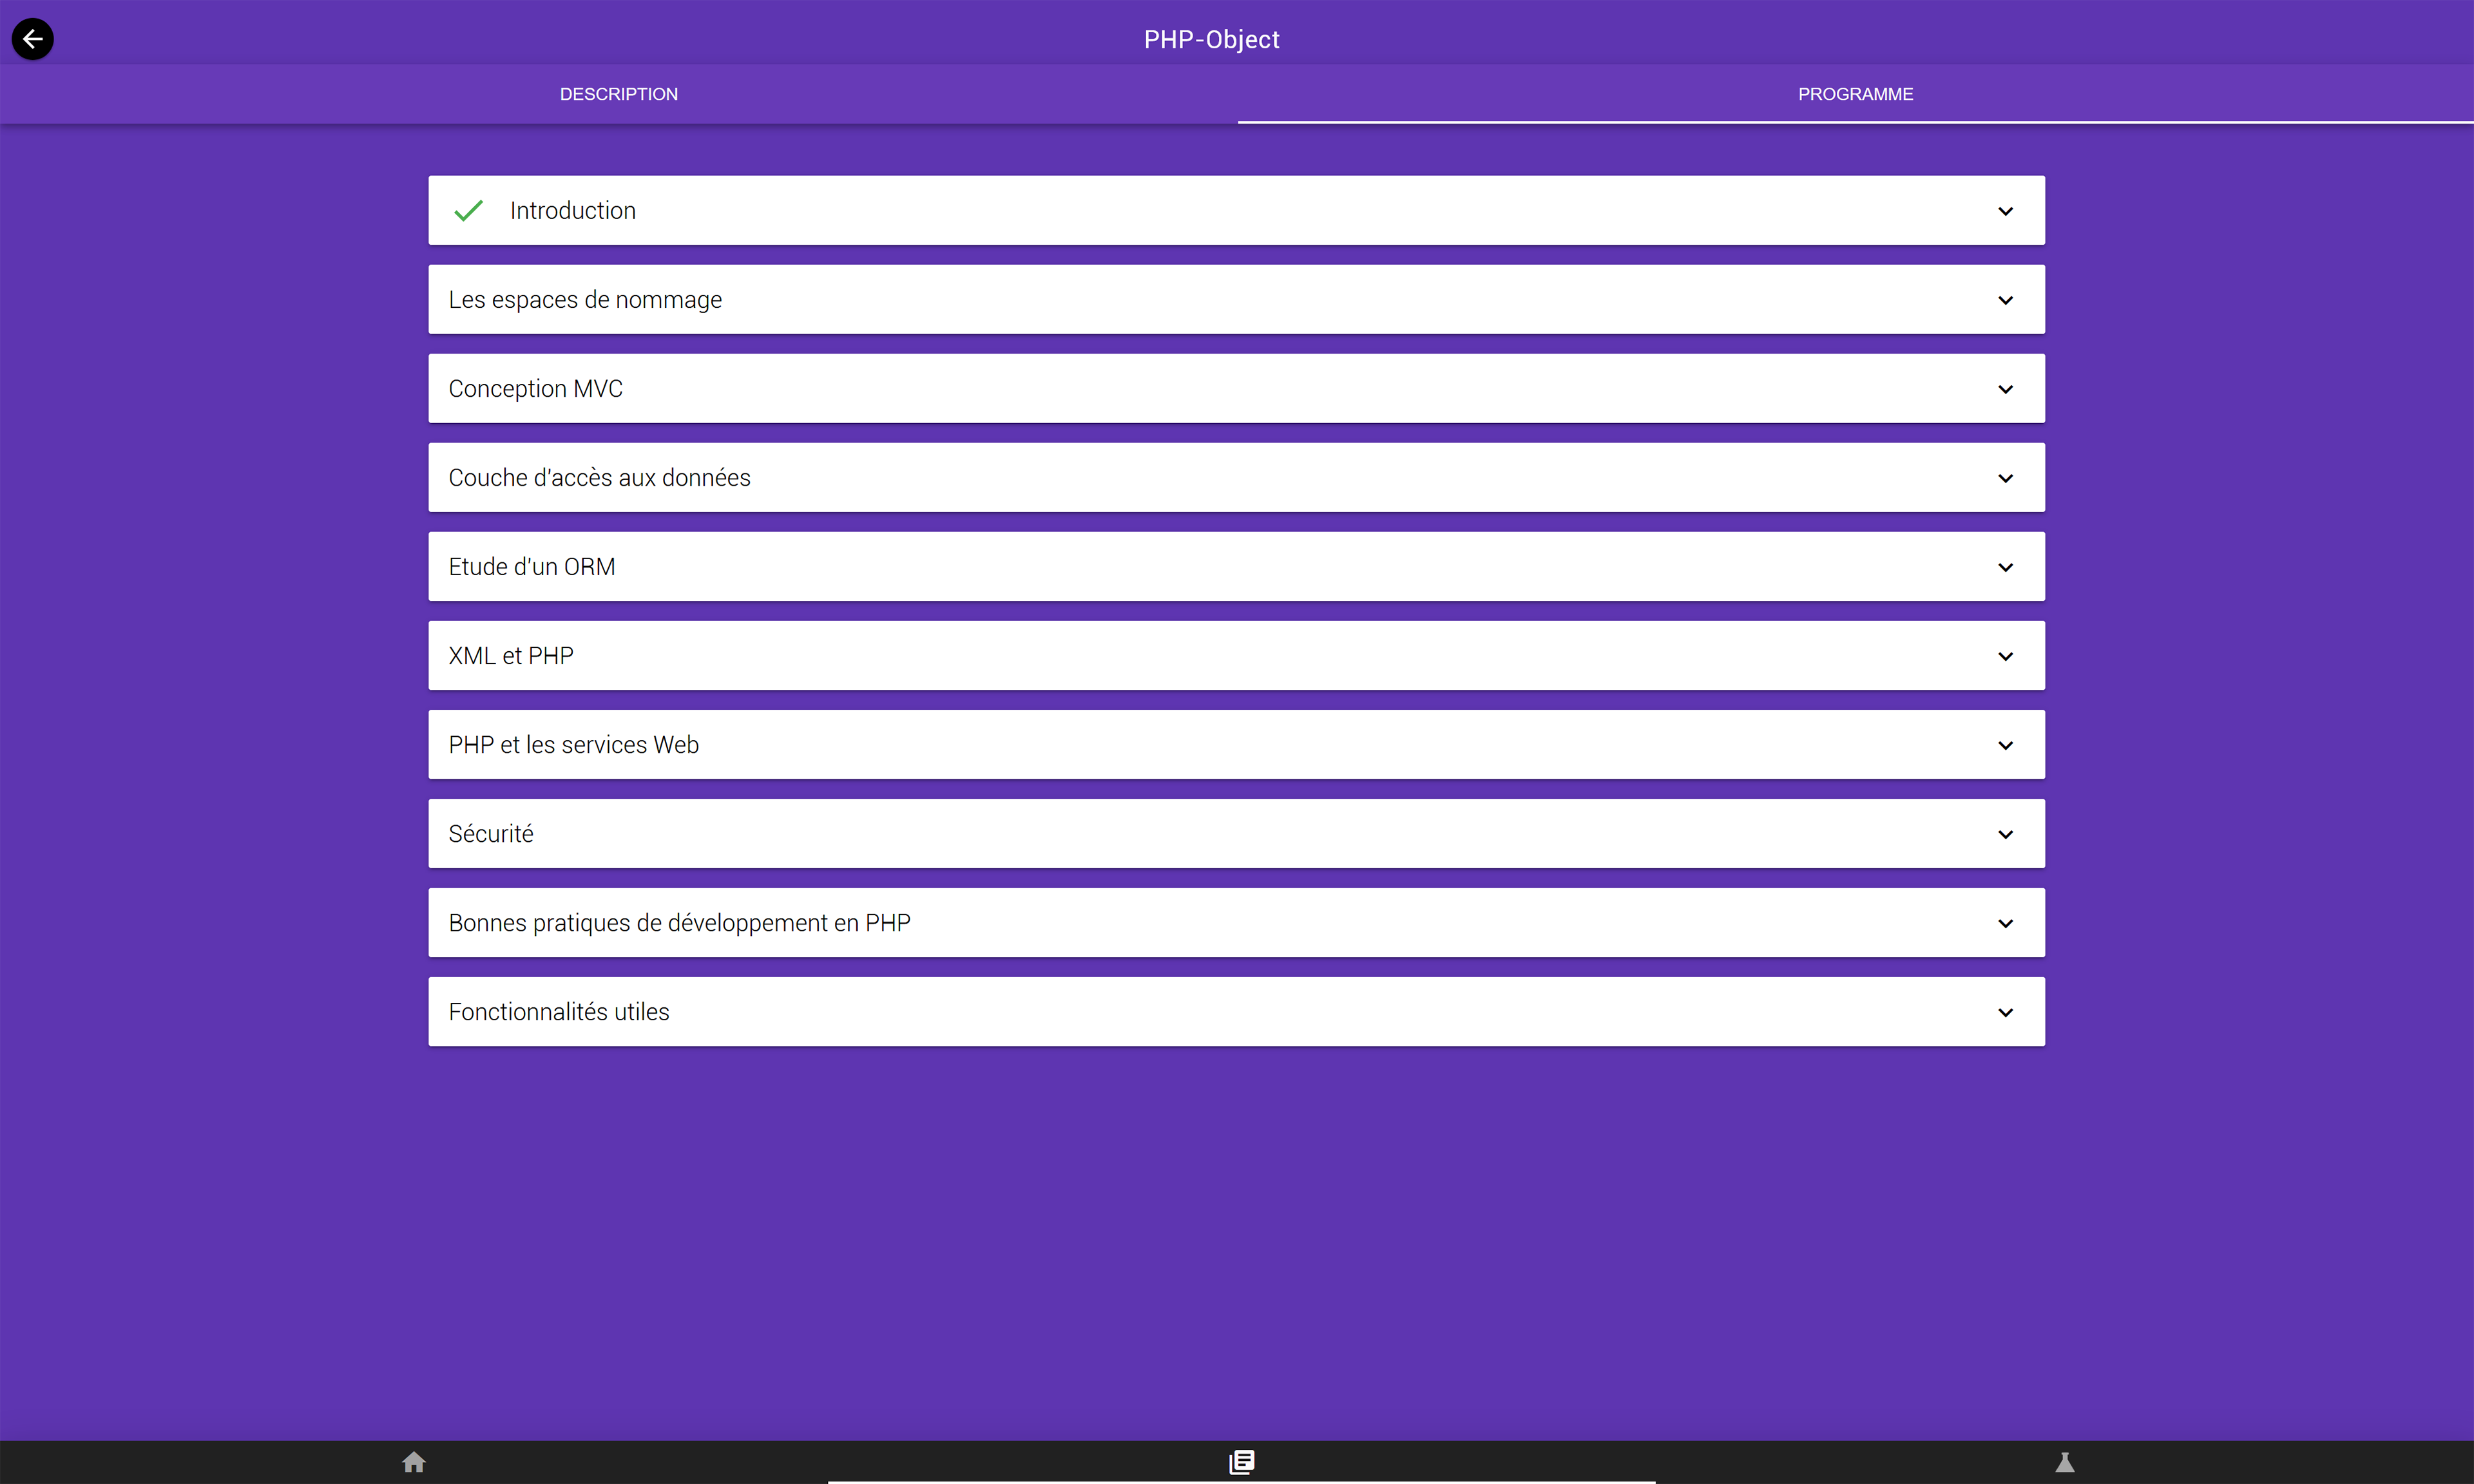 PHP-Object
DESCRIPTION
PROGRAMME
Introduction
Les espaces de nommage
Conception MVC
Couche d'accès aux données
Etude d'un ORM
XML et PHP
PHP et les services Web
Sécurité
Bonnes pratiques de développement en PHP
Fonctionnalités utiles